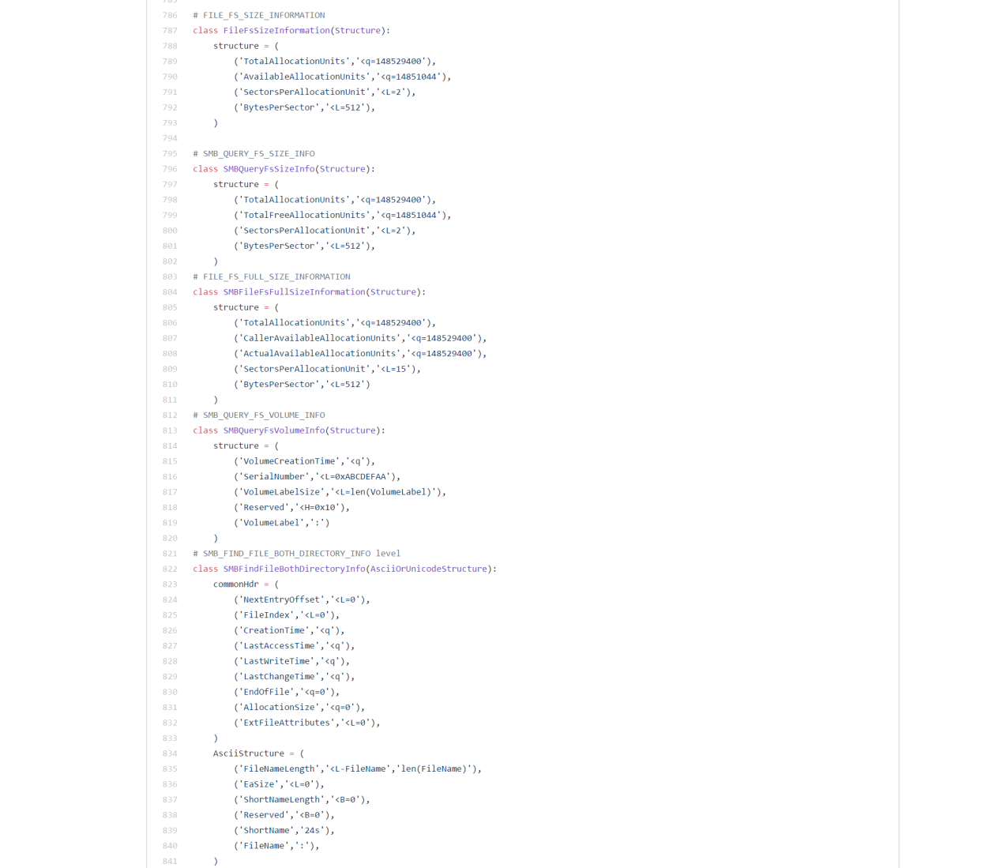 785
786 # FILE_FS_SIZE_INFORMATION
787 class FileFsSizeInformation(Structure):
788     structure = (
789         ('TotalAllocationUnits','<q=148529400'),
790         ('AvailableAllocationUnits','<q=14851044'),
791         ('SectorsPerAllocationUnit','<L=2'),
792         ('BytesPerSector','<L=512'),
793     )
794
795 # SMB_QUERY_FS_SIZE_INFO
796 class SMBQueryFsSizeInfo(Structure):
797     structure = (
798         ('TotalAllocationUnits','<q=148529400'),
799         ('TotalFreeAllocationUnits','<q=14851044'),
800         ('SectorsPerAllocationUnit','<L=2'),
801         ('BytesPerSector','<L=512'),
802     )
803 # FILE_FS_FULL_SIZE_INFORMATION
804 class SMBFileFsFullSizeInformation(Structure):
805     structure = (
806         ('TotalAllocationUnits','<q=148529400'),
807         ('CallerAvailableAllocationUnits','<q=148529400'),
808         ('ActualAvailableAllocationUnits','<q=148529400'),
809         ('SectorsPerAllocationUnit','<L=15'),
810         ('BytesPerSector','<L=512')
811     )
812 # SMB_QUERY_FS_VOLUME_INFO
813 class SMBQueryFsVolumeInfo(Structure):
814     structure = (
815         ('VolumeCreationTime','<q'),
816         ('SerialNumber','<L=0xABCDEFAA'),
817         ('VolumeLabelSize','<L=len(VolumeLabel)'),
818         ('Reserved','<H=0x10'),
819         ('VolumeLabel',':')
820     )
821 # SMB_FIND_FILE_BOTH_DIRECTORY_INFO level
822 class SMBFindFileBothDirectoryInfo(AsciiOrUnicodeStructure):
823     commonHdr = (
824         ('NextEntryOffset','<L=0'),
825         ('FileIndex','<L=0'),
826         ('CreationTime','<q'),
827         ('LastAccessTime','<q'),
828         ('LastWriteTime','<q'),
829         ('LastChangeTime','<q'),
830         ('EndOfFile','<q=0'),
831         ('AllocationSize','<q=0'),
832         ('ExtFileAttributes','<L=0'),
833     )
834     AsciiStructure = (
835         ('FileNameLength','<L-FileName','len(FileName)'),
836         ('EaSize','<L=0'),
837         ('ShortNameLength','<B=0'),
838         ('Reserved','<B=0'),
839         ('ShortName','24s'),
840         ('FileName',':'),
841     )